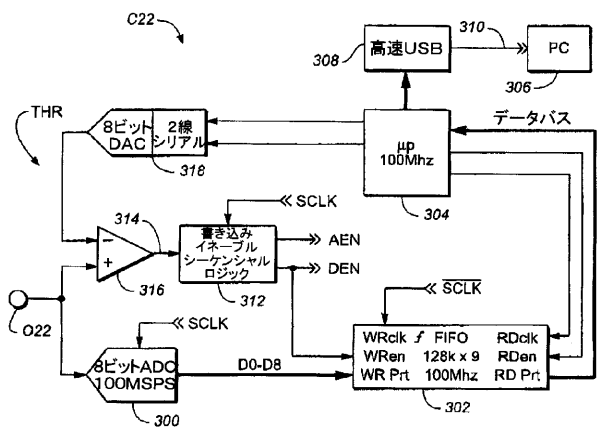 C22
310
308
高速USB
PC
306
THR
データバス
8ビット
DAC
2線
シリアル
318
μp
100Mhz
304
314
SCLK
書き込み
イネーブル
シーケンシャル
ロジック
AEN
DEN
316
312
SCLK
O22
SCLK
WRclk ƒ FIFO RDclk
WRen 128k x 9 RDen
WR Prt 100Mhz RD Prt
8ビットADC
100MSPS
D0-D8
300
302